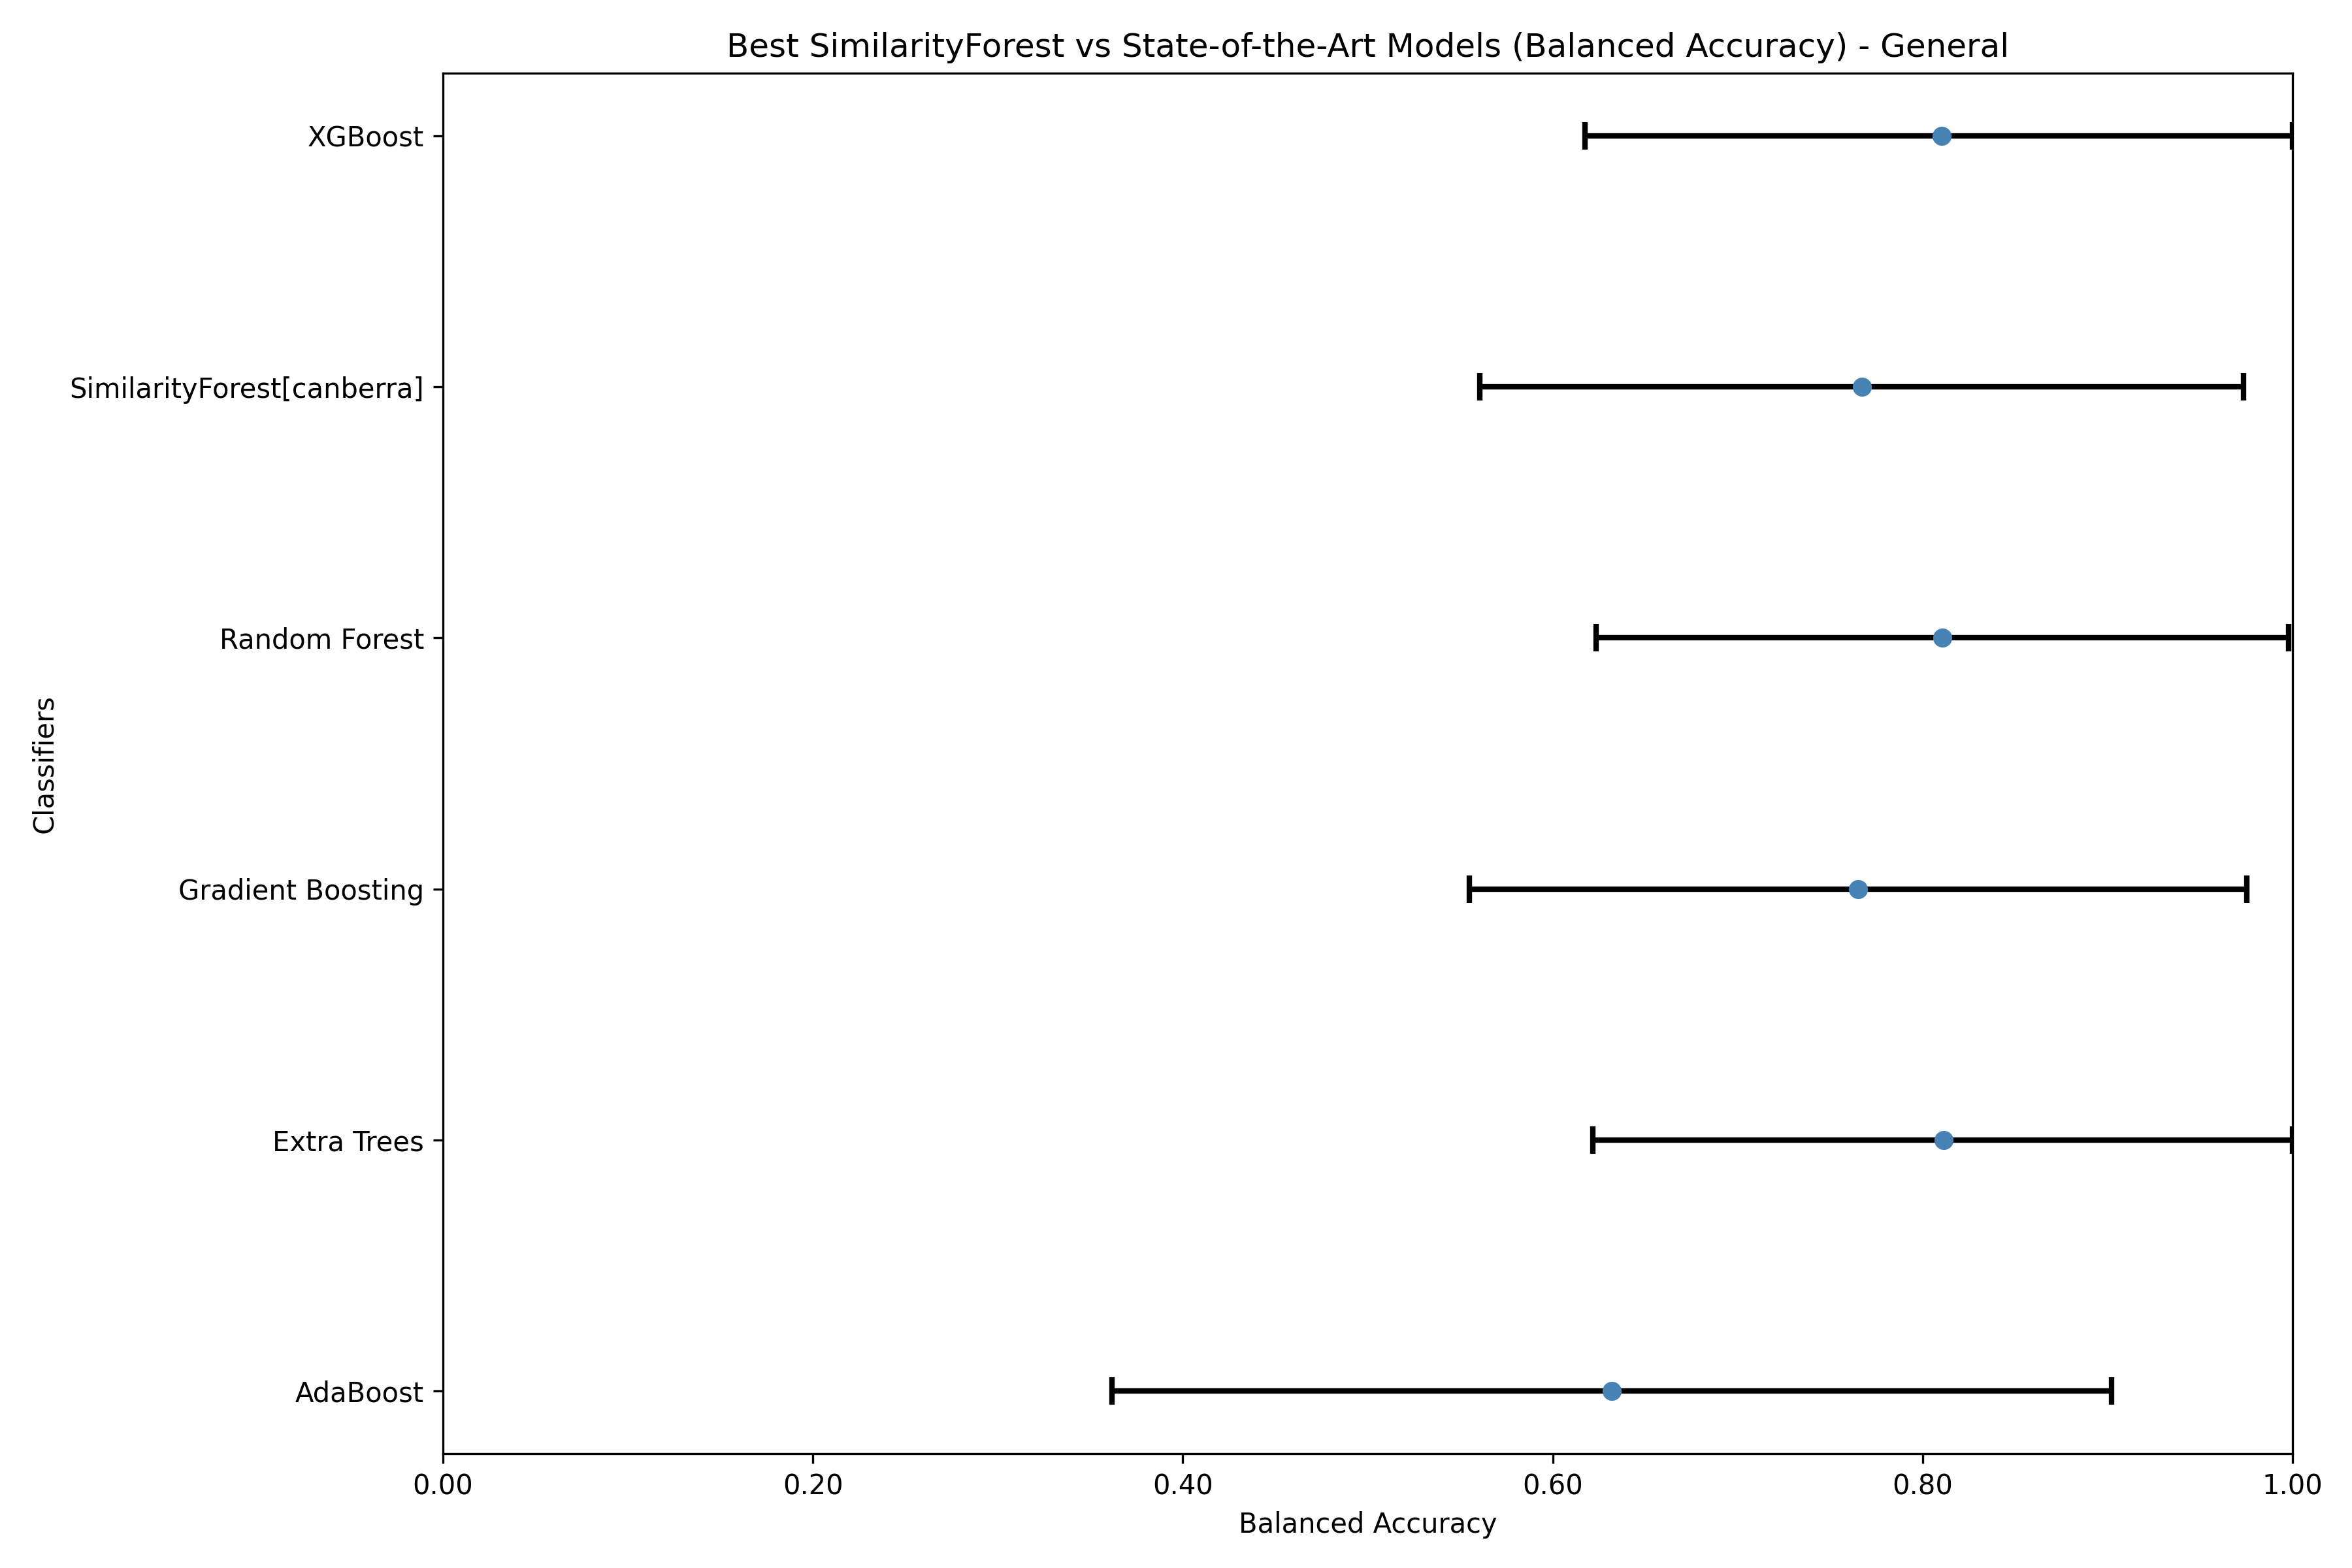 Best SimilarityForest vs State-of-the-Art Models (Balanced Accuracy) - General
XGBoost
SimilarityForest[canberra]
Random Forest
Gradient Boosting
Extra Trees
AdaBoost
Classifiers
0.00 0.20 0.40 0.60 0.80 1.00
Balanced Accuracy